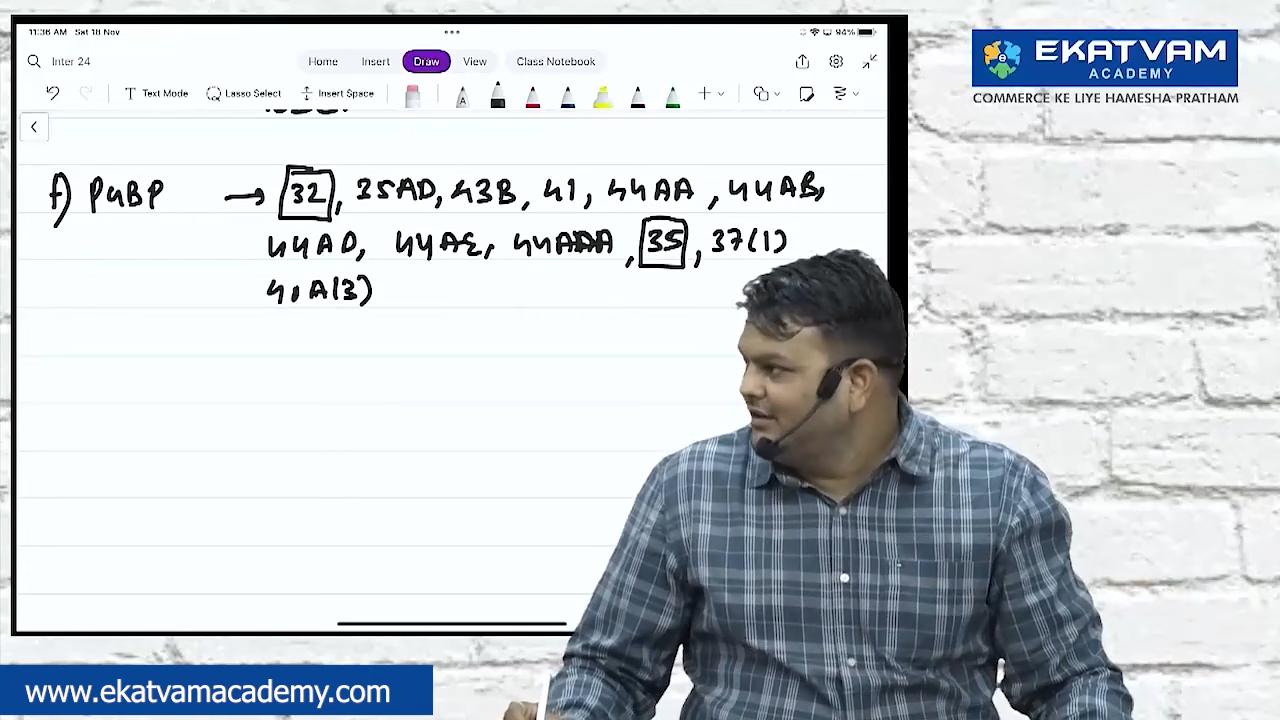 11:36 AM Sat 18 Nov
94%
Inter 24
Home Insert Draw View Class Notebook
Text Mode Lasso Select Insert Space
f) PGBP → 32, 35AD, 43B, 41, 44AA, 44AB,
44AD, 44AE, 44ADA, 35, 37(1)
41A(3)
EKATVAM
ACADEMY
COMMERCE KE LIYE HAMESHA PRATHAM
www.ekatvamacademy.com